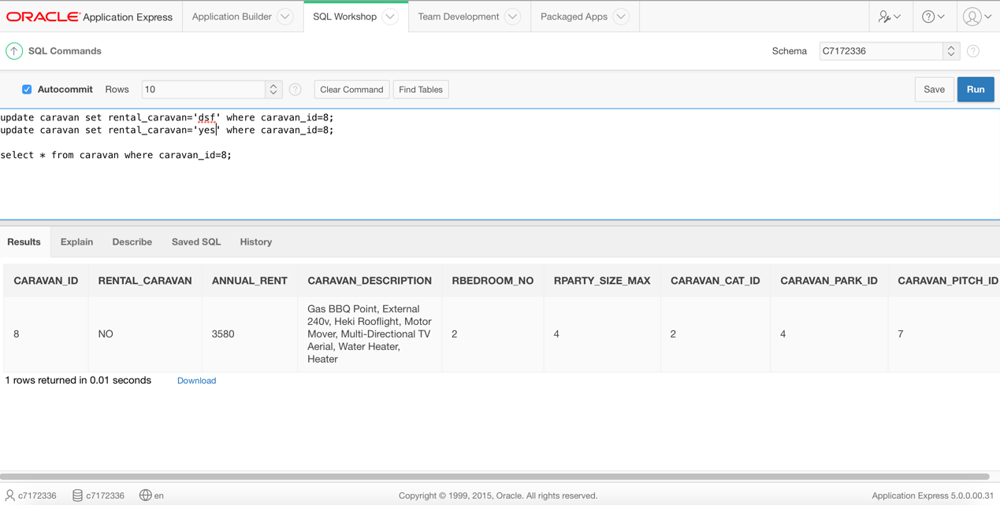 ORACLE® Application Express Application Builder SQL Workshop Team Development Packaged Apps
SQL Commands Schema C7172336 ?
Autocommit Rows 10 ? Clear Command Find Tables Save Run
update caravan set rental_caravan='dsf' where caravan_id=8;
update caravan set rental_caravan='yes' where caravan_id=8;
select * from caravan where caravan_id=8;
Results Explain Describe Saved SQL History
CARAVAN_ID RENTAL_CARAVAN ANNUAL_RENT CARAVAN_DESCRIPTION RBEDROOM_NO RPARTY_SIZE_MAX CARAVAN_CAT_ID CARAVAN_PARK_ID CARAVAN_PITCH_ID
8 NO 3580 Gas BBQ Point, External
240v, Heki Rooflight, Motor
Mover, Multi-Directional TV
Aerial, Water Heater,
Heater 2 4 2 4 7
1 rows returned in 0.01 seconds Download
c7172336 c7172336 en Copyright © 1999, 2015, Oracle. All rights reserved. Application Express 5.0.0.00.31